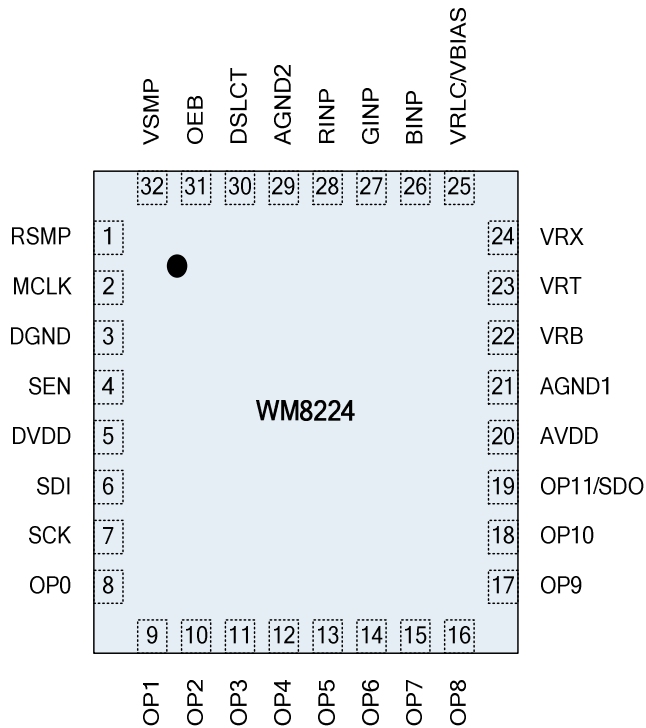 VSMP OEB DSLCT AGND2 RINP GINP BINP VRLC/VBIAS
32 31 30 29 28 27 26 25
RSMP 1 24 VRX
MCLK 2 23 VRT
DGND 3 22 VRB
SEN 4 21 AGND1
WM8224
DVDD 5 20 AVDD
SDI 6 19 OP11/SDO
SCK 7 18 OP10
OP0 8 17 OP9
9 10 11 12 13 14 15 16
OP1 OP2 OP3 OP4 OP5 OP6 OP7 OP8